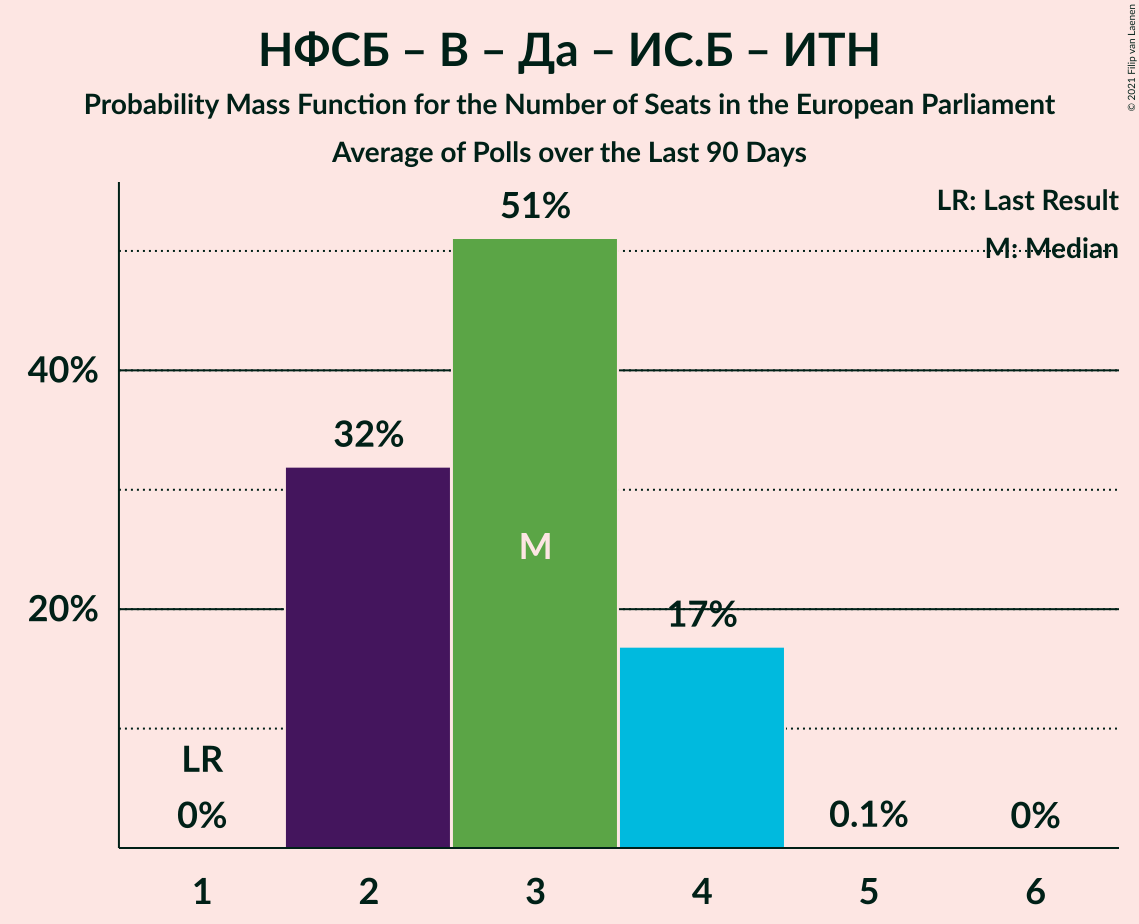 НФСБ – В – Да – ИС.Б – ИТН
Probability Mass Function for the Number of Seats in the European Parliament
Average of Polls over the Last 90 Days
© 2021 Filip van Laenen
LR: Last Result
M: Median
51%
40%
32%
M
20%
17%
LR
0%
0.1%
0%
1 2 3 4 5 6